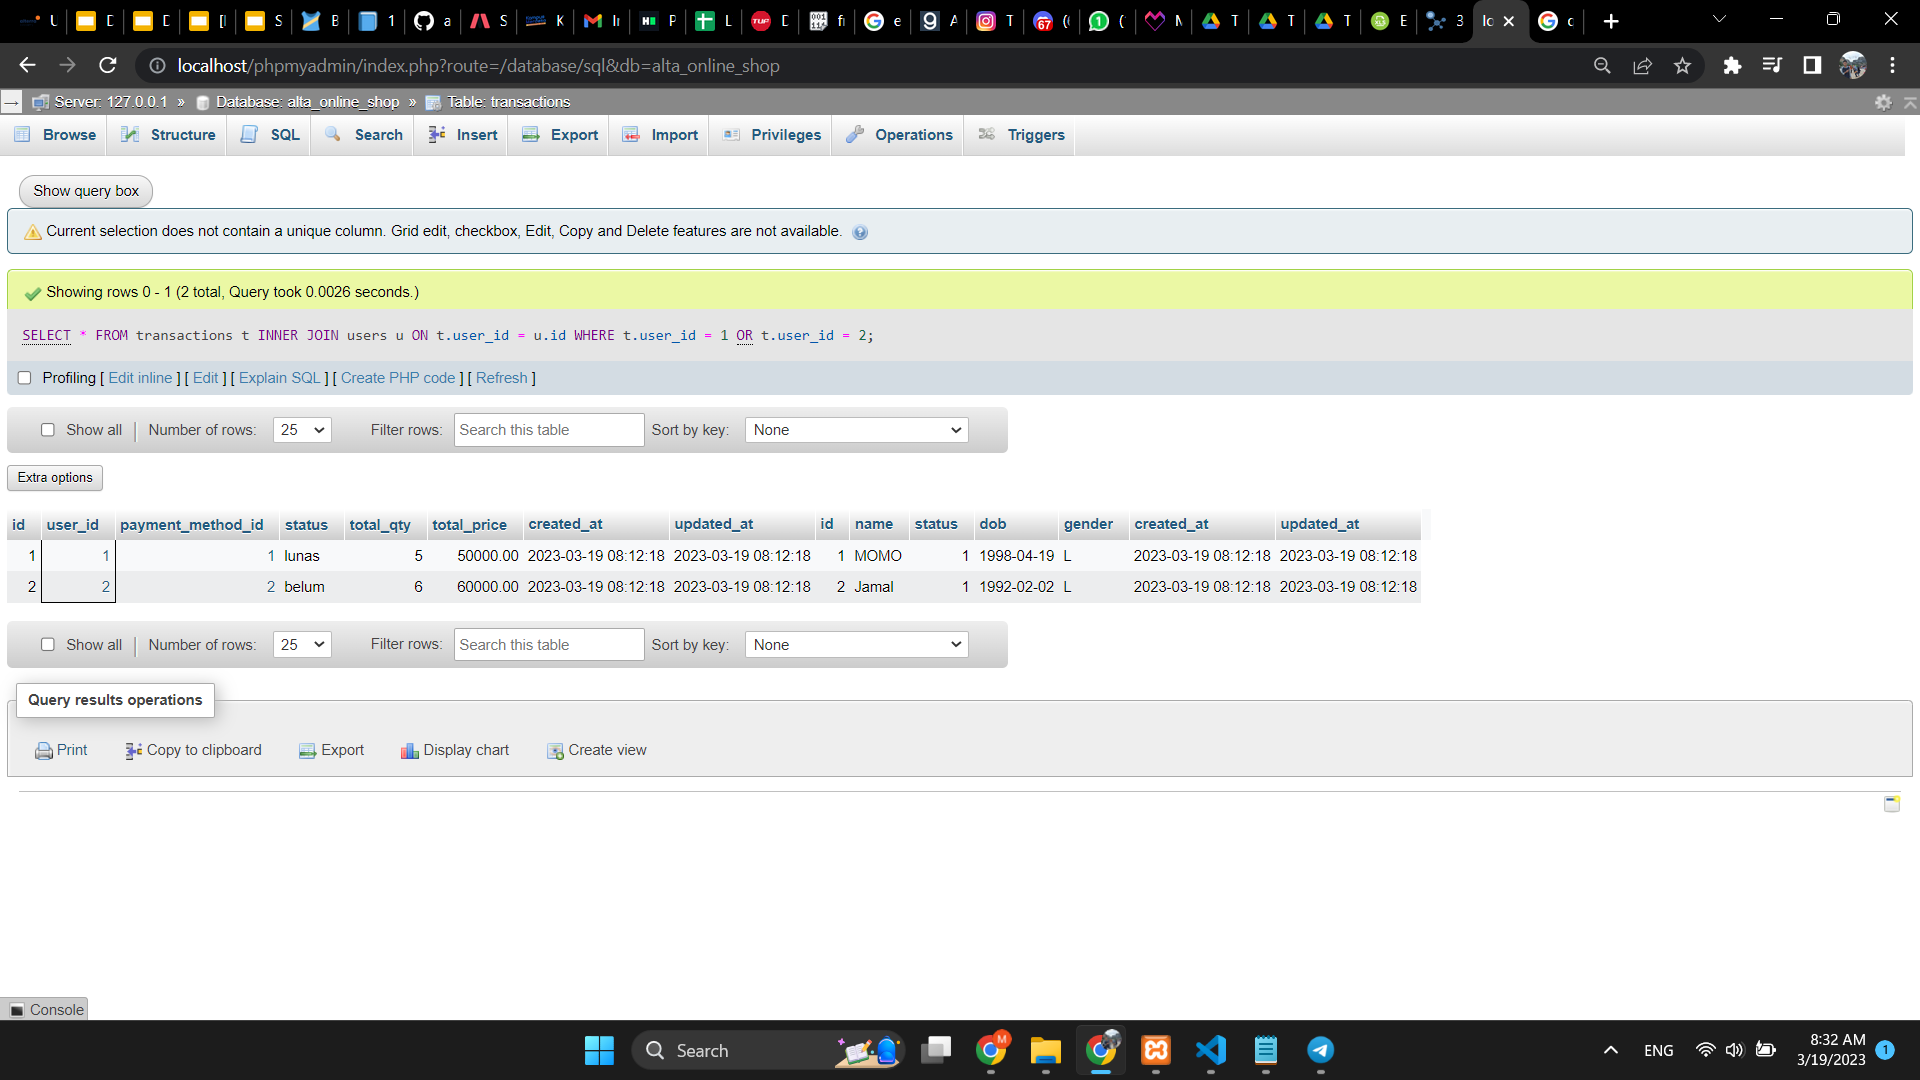 localhost/phpmyadmin/index.php?route=/database/sql&db=alta_online_shop
Server: 127.0.0.1 » Database: alta_online_shop » Table: transactions
Browse Structure SQL Search Insert Export Import Privileges Operations Triggers
Show query box
Current selection does not contain a unique column. Grid edit, checkbox, Edit, Copy and Delete features are not available.
Showing rows 0 - 1 (2 total, Query took 0.0026 seconds.)
SELECT * FROM transactions t INNER JOIN users u ON t.user_id = u.id WHERE t.user_id = 1 OR t.user_id = 2;
Profiling [ Edit inline ] [ Edit ] [ Explain SQL ] [ Create PHP code ] [ Refresh ]
Show all Number of rows: 25 Filter rows: Search this table Sort by key: None
Extra options
id user_id payment_method_id status total_qty total_price created_at updated_at id name status dob gender created_at updated_at
1 1 1 lunas 5 50000.00 2023-03-19 08:12:18 2023-03-19 08:12:18 1 MOMO 1 1998-04-19 L 2023-03-19 08:12:18 2023-03-19 08:12:18
2 2 2 belum 6 60000.00 2023-03-19 08:12:18 2023-03-19 08:12:18 2 Jamal 1 1992-02-02 L 2023-03-19 08:12:18 2023-03-19 08:12:18
Show all Number of rows: 25 Filter rows: Search this table Sort by key: None
Query results operations
Print Copy to clipboard Export Display chart Create view
Console
Search
ENG
8:32 AM
3/19/2023
1